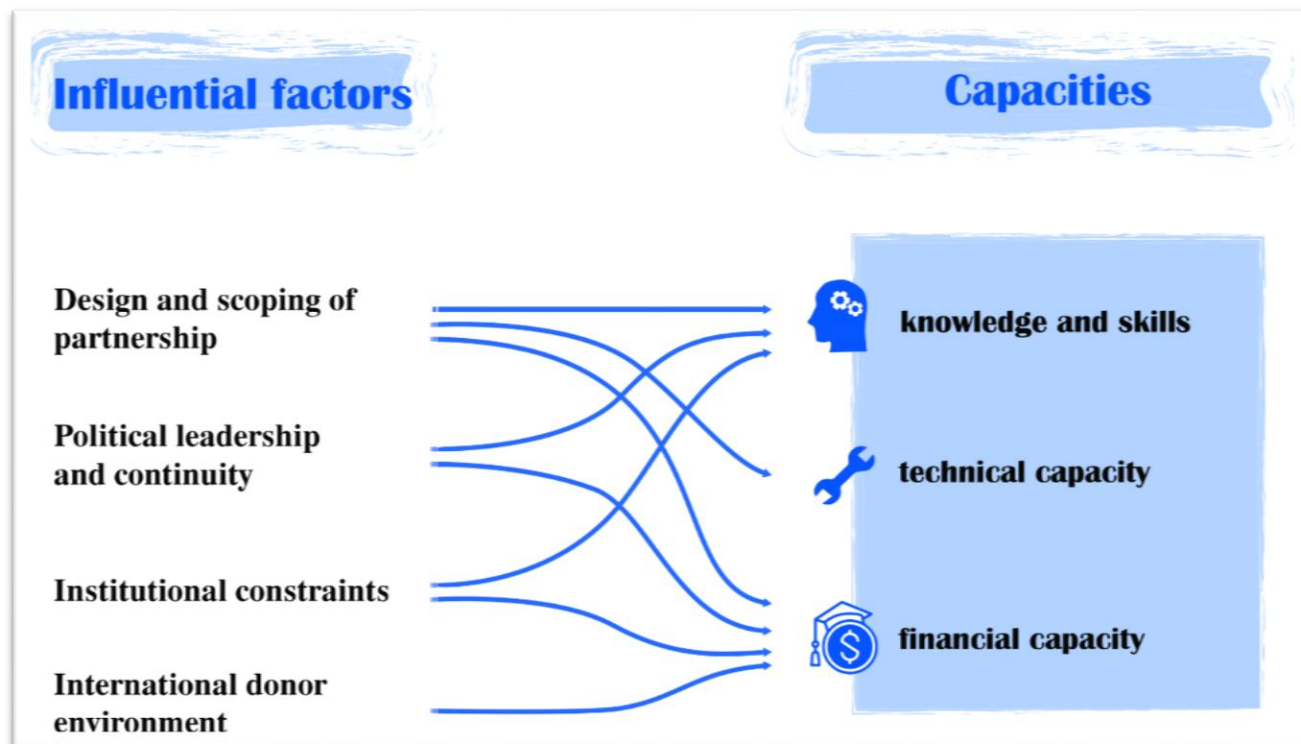 Influential factors
Capacities
Design and scoping of
partnership
Political leadership
and continuity
Institutional constraints
International donor
environment
knowledge and skills
technical capacity
$
financial capacity